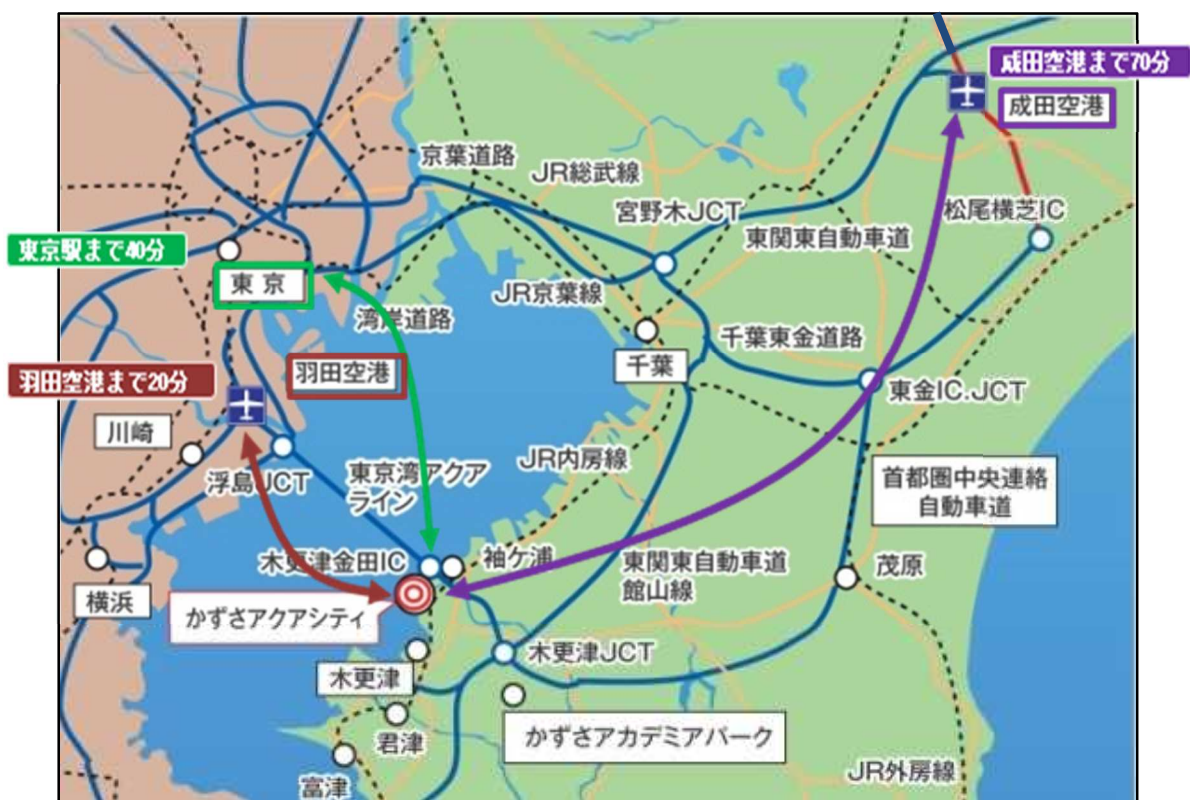 成田空港まで70分
成田空港
京葉道路
JR総武線
宮野木JCT
松尾横芝IC
東関東自動車道
東京駅まで40分
東京
JR京葉線
湾岸道路
千葉東金道路
千葉
羽田空港まで20分
羽田空港
東金IC.JCT
川崎
浮島JCT
東京湾アクア
ライン
JR内房線
首都圏中央連絡
自動車道
木更津金田IC
袖ケ浦
東関東自動車道
館山線
茂原
横浜
かずさアクアシティ
木更津JCT
木更津
かずさアカデミアパーク
君津
富津
JR外房線